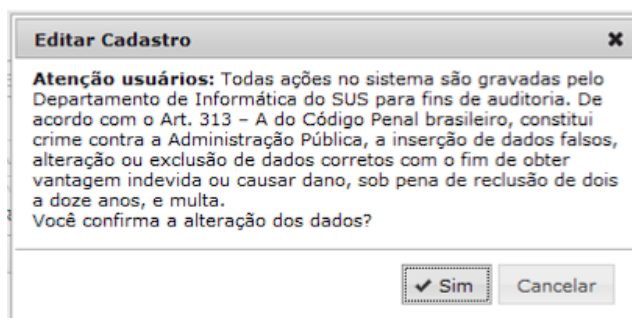 Editar Cadastro
Atenção usuários: Todas ações no sistema são gravadas pelo
Departamento de Informática do SUS para fins de auditoria. De
acordo com o Art. 313 – A do Código Penal brasileiro, constitui
crime contra a Administração Pública, a inserção de dados falsos,
alteração ou exclusão de dados corretos com o fim de obter
vantagem indevida ou causar dano, sob pena de reclusão de dois
a doze anos, e multa.
Você confirma a alteração dos dados?
Sim Cancelar